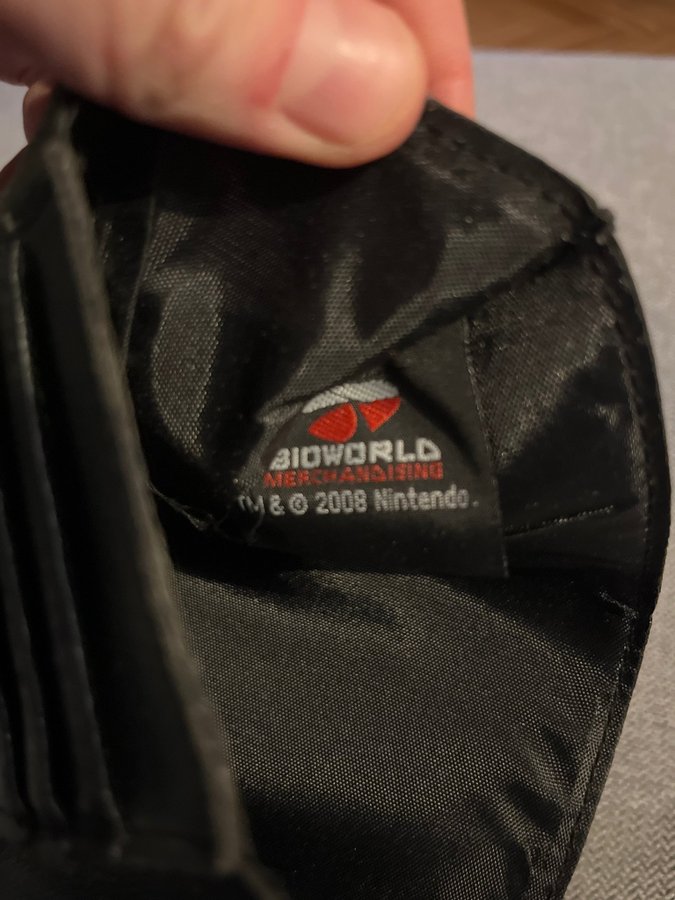 BIOWORLD
MERCHANDISING
TM & © 2008 Nintendo.